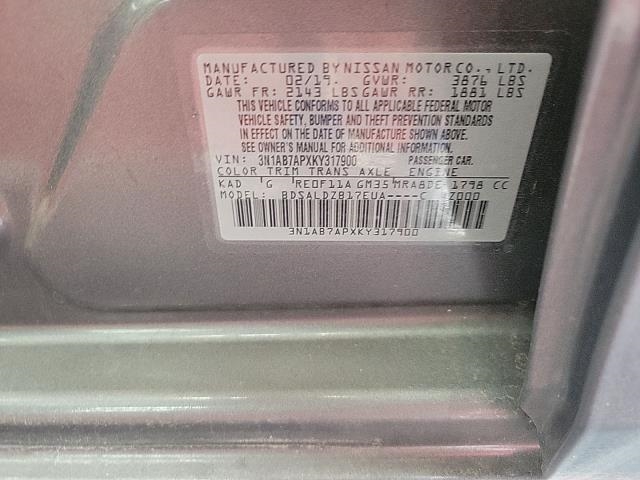 MANUFACTURED BY NISSAN MOTOR CO., LTD.
DATE: 02/19. GVWR: 3876 LBS
GAWR FR: 2143 LBS GAWR RR: 1881 LBS
THIS VEHICLE CONFORMS TO ALL APPLICABLE FEDERAL MOTOR
VEHICLE SAFETY, BUMPER AND THEFT PREVENTION STANDARDS
IN EFFECT ON THE DATE OF MANUFACTURE SHOWN ABOVE.
SEE OWNER'S MANUAL FOR ADDITIONAL INFORMATION.
VIN: 3N1AB7APXKY317900 PASSENGER CAR.
COLOR TRIM TRANS AXLE ENGINE
KAD G RE0F11A GM35 MRA8DE 1798 CC
MODEL: BDSALDZB17EUA----C Z000
3N1AB7APXKY317900